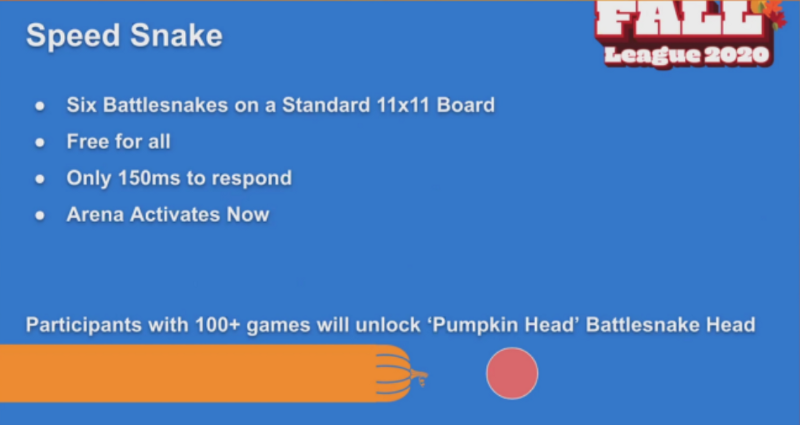 FALL
League 2020
Speed Snake
● Six Battlesnakes on a Standard 11x11 Board
● Free for all
● Only 150ms to respond
● Arena Activates Now
Participants with 100+ games will unlock ‘Pumpkin Head’ Battlesnake Head